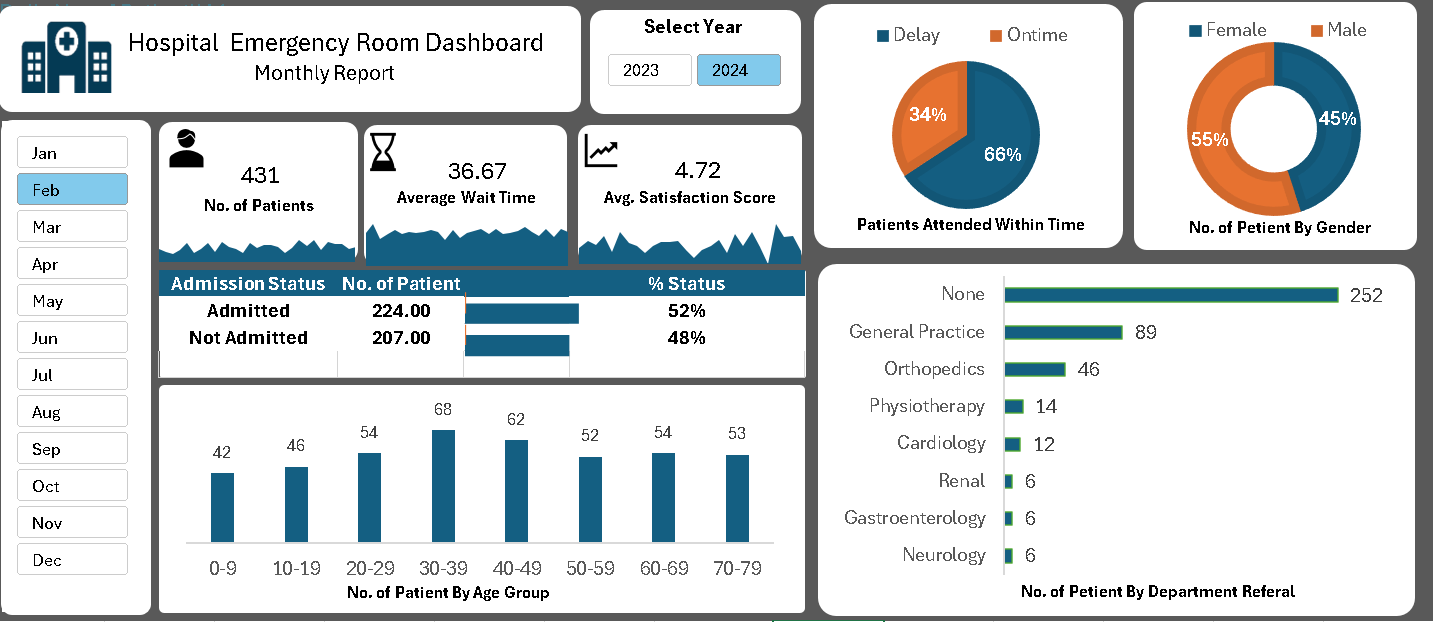 Hospital Emergency Room Dashboard
Monthly Report
Select Year
2023 2024
Jan
Feb
Mar
Apr
May
Jun
Jul
Aug
Sep
Oct
Nov
Dec
431
No. of Patients
36.67
Average Wait Time
4.72
Avg. Satisfaction Score
Delay Ontime
34%
66%
Patients Attended Within Time
Female Male
45%
55%
No. of Petient By Gender
Admission Status No. of Patient % Status
Admitted 224.00 52%
Not Admitted 207.00 48%
42 46 54 68 62 52 54 53
0-9 10-19 20-29 30-39 40-49 50-59 60-69 70-79
No. of Patient By Age Group
None 252
General Practice 89
Orthopedics 46
Physiotherapy 14
Cardiology 12
Renal 6
Gastroenterology 6
Neurology 6
No. of Petient By Department Referal